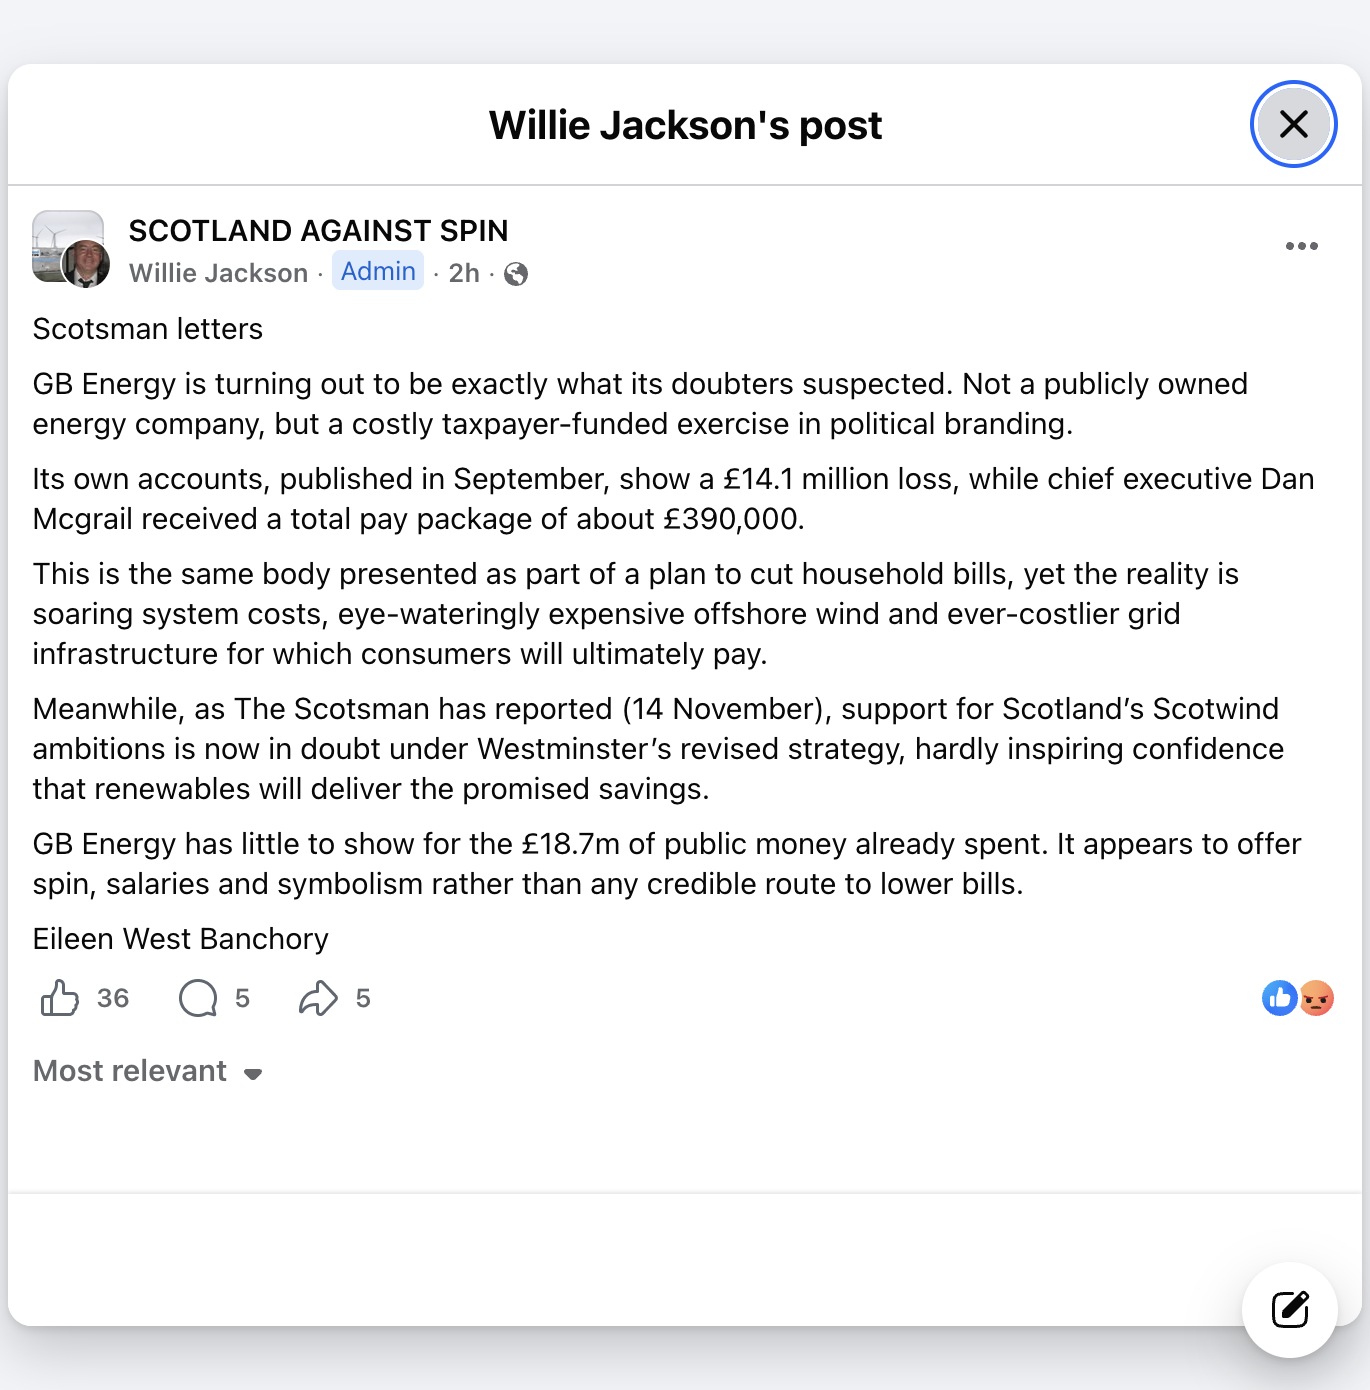 Willie Jackson's post
SCOTLAND AGAINST SPIN
Willie Jackson · Admin · 2h ·
Scotsman letters
GB Energy is turning out to be exactly what its doubters suspected. Not a publicly owned
energy company, but a costly taxpayer-funded exercise in political branding.
Its own accounts, published in September, show a £14.1 million loss, while chief executive Dan
Mcgrail received a total pay package of about £390,000.
This is the same body presented as part of a plan to cut household bills, yet the reality is
soaring system costs, eye-wateringly expensive offshore wind and ever-costlier grid
infrastructure for which consumers will ultimately pay.
Meanwhile, as The Scotsman has reported (14 November), support for Scotland’s Scotwind
ambitions is now in doubt under Westminster’s revised strategy, hardly inspiring confidence
that renewables will deliver the promised savings.
GB Energy has little to show for the £18.7m of public money already spent. It appears to offer
spin, salaries and symbolism rather than any credible route to lower bills.
Eileen West Banchory
36 5 5
Most relevant